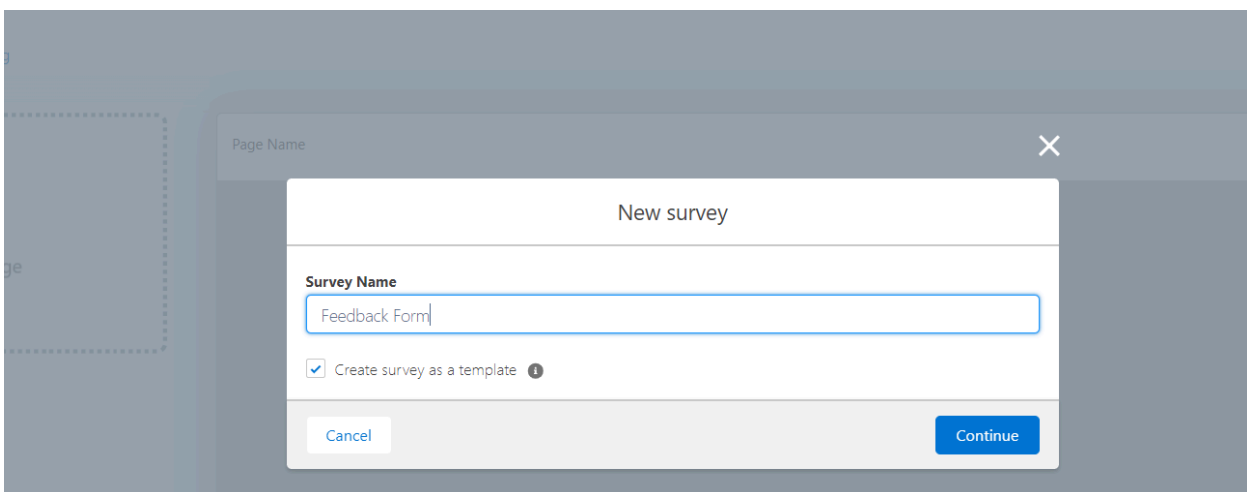 Page Name
New survey
Survey Name
Feedback Form
Create survey as a template
Cancel
Continue